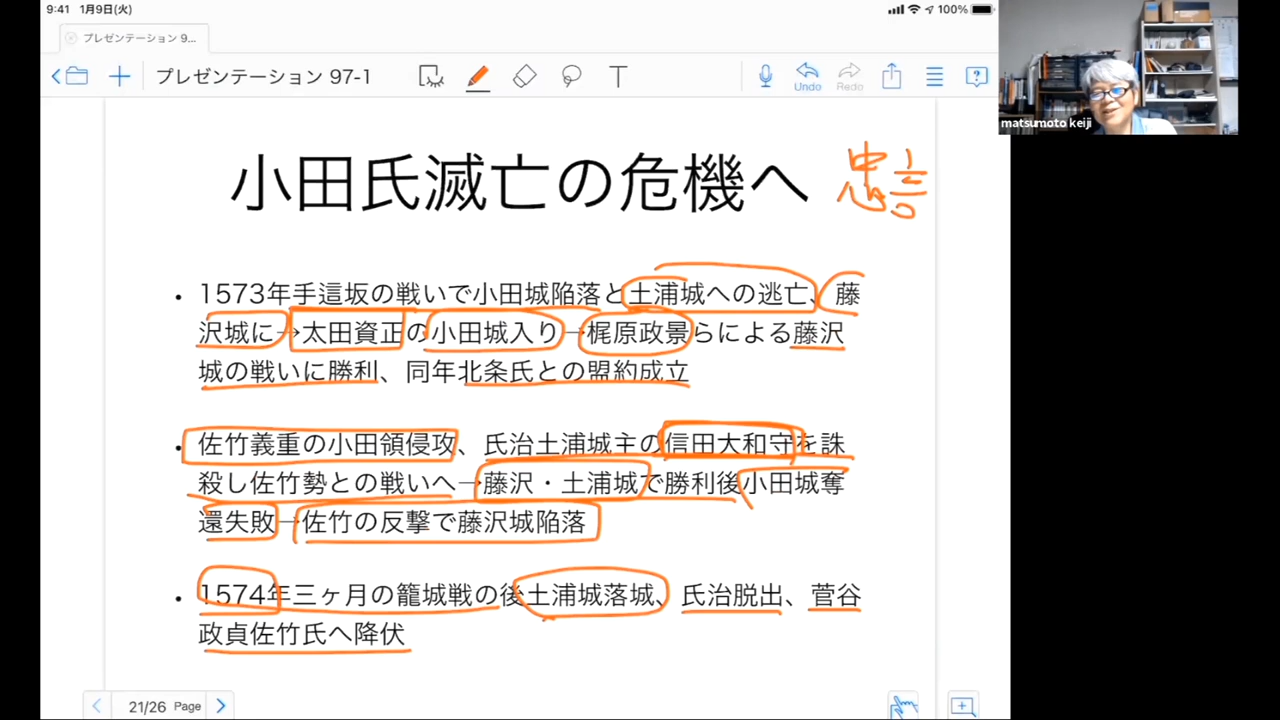 9:41 1月9日(火)
100%
プレゼンテーション 9...
プレゼンテーション 97-1
T
Undo
Redo
matsumoto keiji
小田氏滅亡の危機へ
忠言
• 1573年手這坂の戦いで小田城陥落と土浦城への逃亡、藤
沢城に→太田資正の小田城入り→梶原政景らによる藤沢
城の戦いに勝利、同年北条氏との盟約成立
• 佐竹義重の小田領侵攻、氏治土浦城主の信田大和守を誅
殺し佐竹勢との戦いへ→藤沢・土浦城で勝利後小田城奪
還失敗→佐竹の反撃で藤沢城陥落
• 1574年三ヶ月の籠城戦の後土浦城落城、氏治脱出、菅谷
政貞佐竹氏へ降伏
21/26 Page